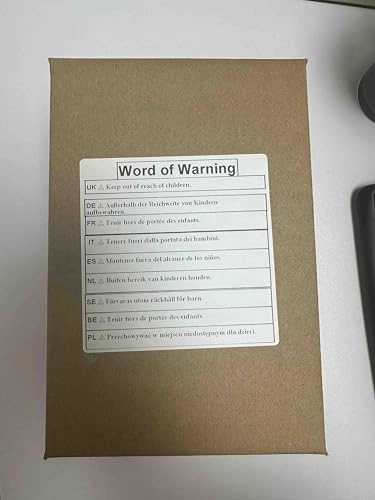 Word of Warning
UK ⚠ Keep out of reach of children.
DE ⚠ Außerhalb der Reichweite von Kindern
aufbewahren.
FR ⚠ Tenir hors de portée des enfants.
IT ⚠ Tenere fuori dalla portata dei bambini.
ES ⚠ Mantener fuera del alcance de los niños.
NL ⚠ Buiten bereik van kinderen houden.
SE ⚠ Förvaras utom räckhåll för barn.
BE ⚠ Tenir hors de portée des enfants.
PL ⚠ Przechowywać w miejscu niedostępnym dla dzieci.